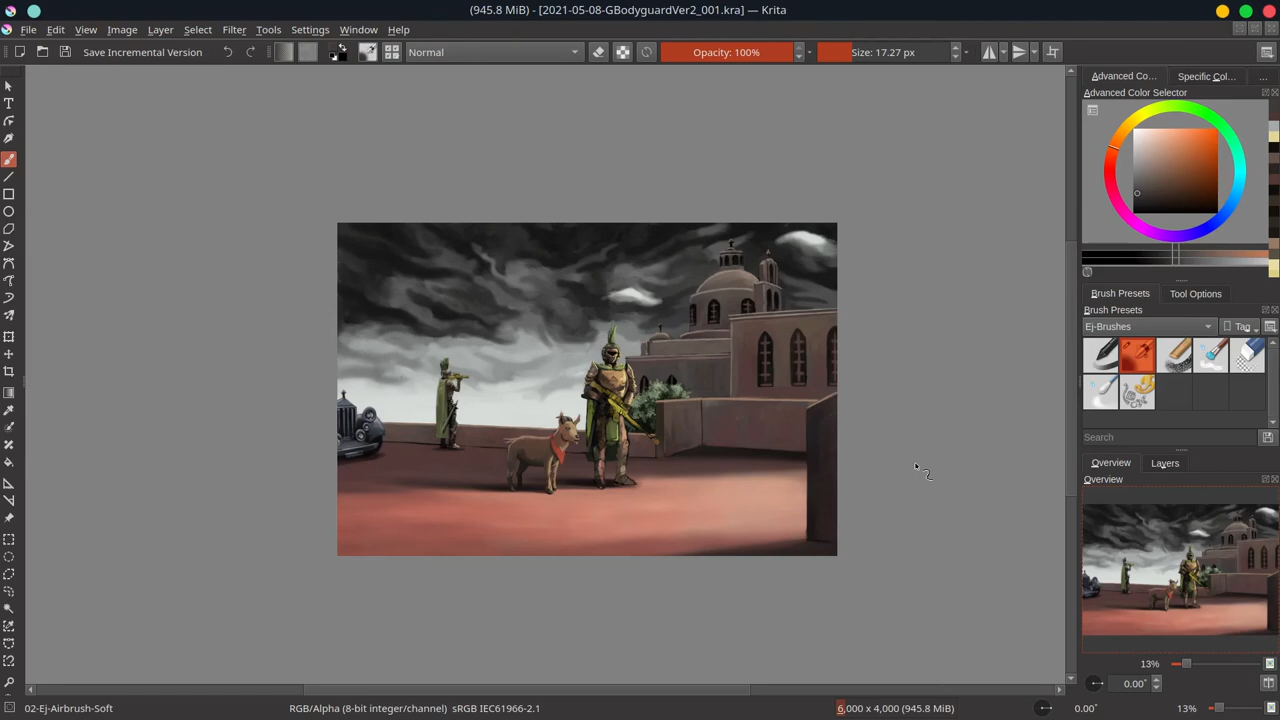 (945.8 MiB) - [2021-05-08-GBodyguardVer2_001.kra] — Krita
File Edit View Image Layer Select Filter Tools Settings Window Help
Save Incremental Version Normal Opacity: 100% Size: 17.27 px
Advanced Co... Specific Col... ...
Advanced Color Selector
Brush Presets Tool Options
Brush Presets
Ej-Brushes Tag
Search
Overview Layers
Overview
13%
0.00°
02-Ej-Airbrush-Soft RGB/Alpha (8-bit integer/channel) sRGB IEC61966-2.1 6,000 x 4,000 (945.8 MiB) 0.00° 13%